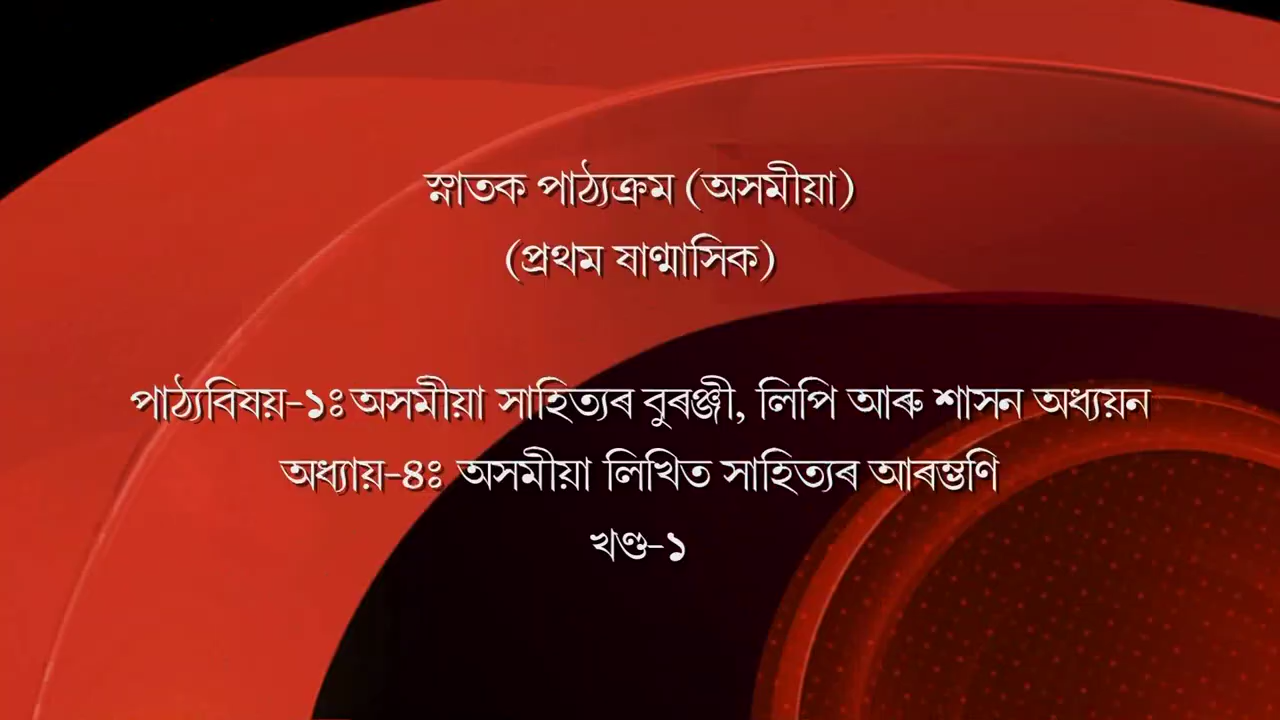 স্নাতক পাঠ্যক্ৰম (অসমীয়া)
(প্ৰথম ষাণ্মাসিক)
পাঠ্যবিষয়-১ঃ অসমীয়া সাহিত্যৰ বুৰঞ্জী, লিপি আৰু শাসন অধ্যয়ন
অধ্যায়-৪ঃ অসমীয়া লিখিত সাহিত্যৰ আৰম্ভণি
খণ্ড-১